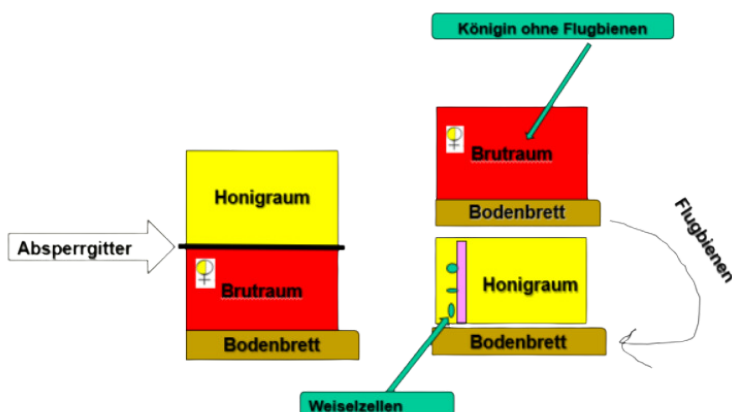 Königin ohne Flugbienen
Honigraum
Absperrgitter
Brutraum
Bodenbrett
Brutraum
Bodenbrett
Flugbienen
Honigraum
Bodenbrett
Weiselzellen